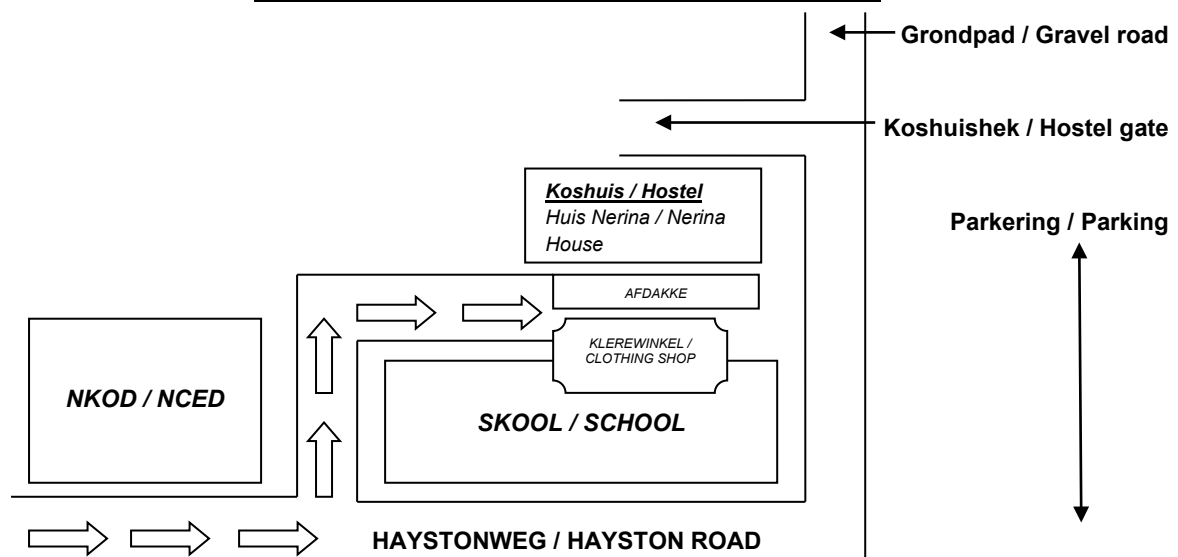 Grondpad / Gravel road
Koshuishek / Hostel gate
Koshuis / Hostel
Huis Nerina / Nerina
House
Parkering / Parking
AFDAKKE
KLEREWINKEL /
CLOTHING SHOP
NKOD / NCED
SKOOL / SCHOOL
HAYSTONWEG / HAYSTON ROAD